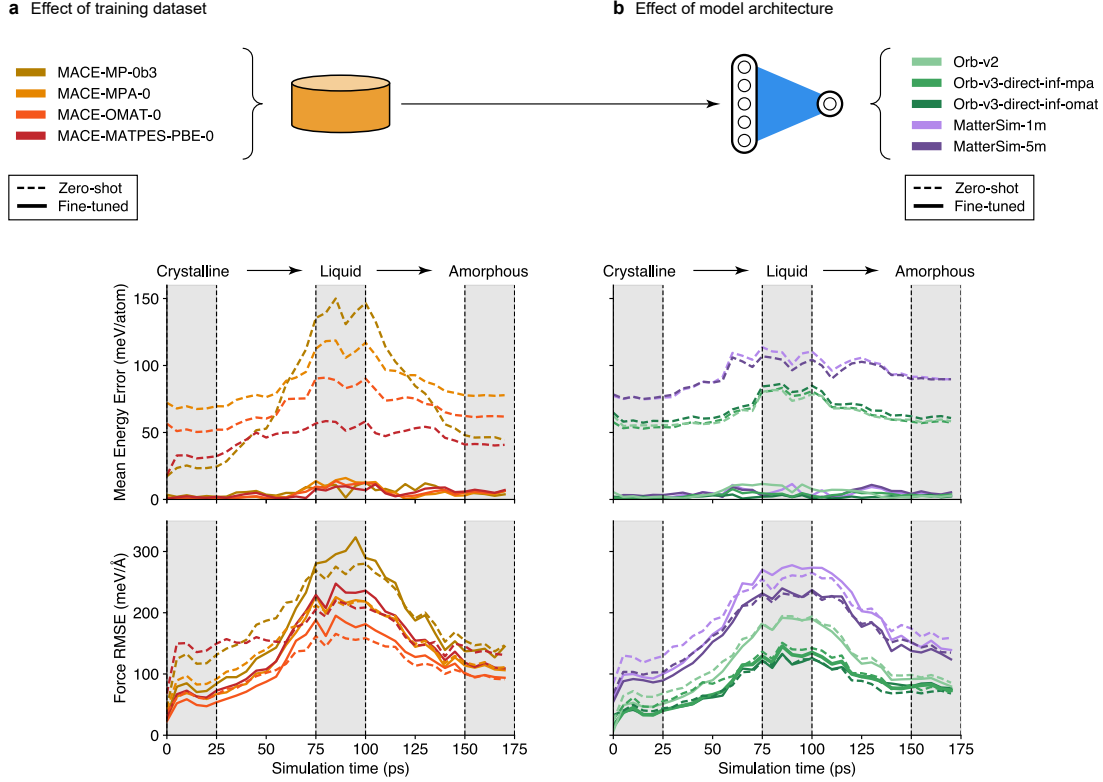 a Effect of training dataset
b Effect of model architecture
MACE-MP-0b3
MACE-MPA-0
MACE-OMAT-0
MACE-MATPES-PBE-0
Orb-v2
Orb-v3-direct-inf-mpa
Orb-v3-direct-inf-omat
MatterSim-1m
MatterSim-5m
Zero-shot
Fine-tuned
Zero-shot
Fine-tuned
Crystalline Liquid Amorphous
Crystalline Liquid Amorphous
Mean Energy Error (meV/atom)
150
100
50
0
Force RMSE (meV/Å)
300
200
100
0
0 25 50 75 100 125 150 175
Simulation time (ps)
0 25 50 75 100 125 150 175
Simulation time (ps)